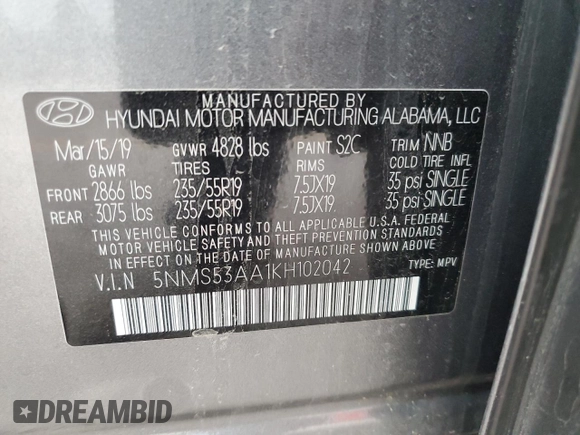 MANUFACTURED BY
HYUNDAI MOTOR MANUFACTURING ALABAMA, LLC
Mar/15/19 GVWR 4828 lbs PAINT S2C TRIM NNB
GAWR TIRES RIMS COLD TIRE INFL
FRONT 2866 lbs 235/55R19 7.5JX19 35 psi SINGLE
REAR 3075 lbs 235/55R19 7.5JX19 35 psi SINGLE
THIS VEHICLE CONFORMS TO ALL APPLICABLE U.S.A. FEDERAL
MOTOR VEHICLE SAFETY AND THEFT PREVENTION STANDARDS
IN EFFECT ON THE DATE OF MANUFACTURE SHOWN ABOVE.
V.I.N 5NMS53AA1KH102042 TYPE: MPV
DREAMBID